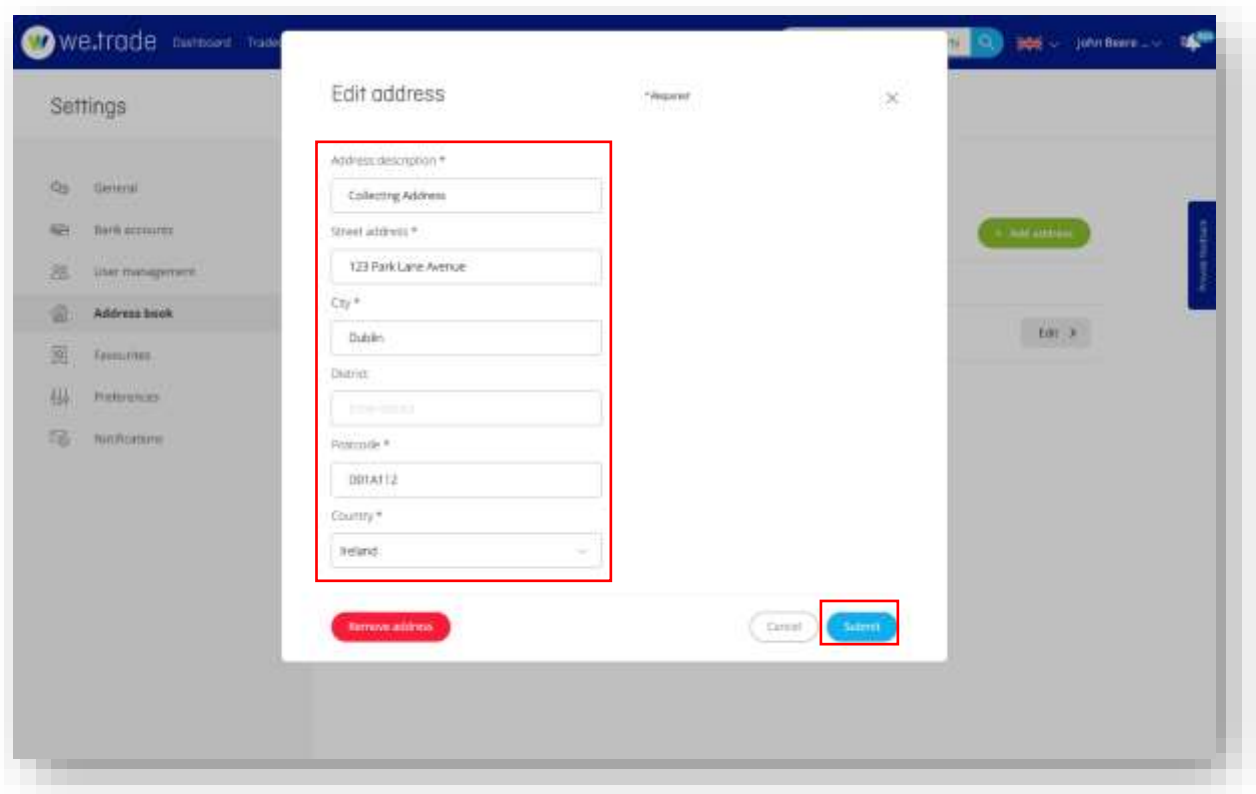 we.trade Dashboard
John Beere ...
Settings
General
Bank accounts
User management
Address book
Favourites
Preferences
Notifications
+ Add address
Edit
Provide feedback
Edit address
*Required
Address description *
Collecting Address
Street address *
123 Park Lane Avenue
City *
Dublin
District
Postcode *
D01A112
Country *
Ireland
Remove address
Cancel
Submit